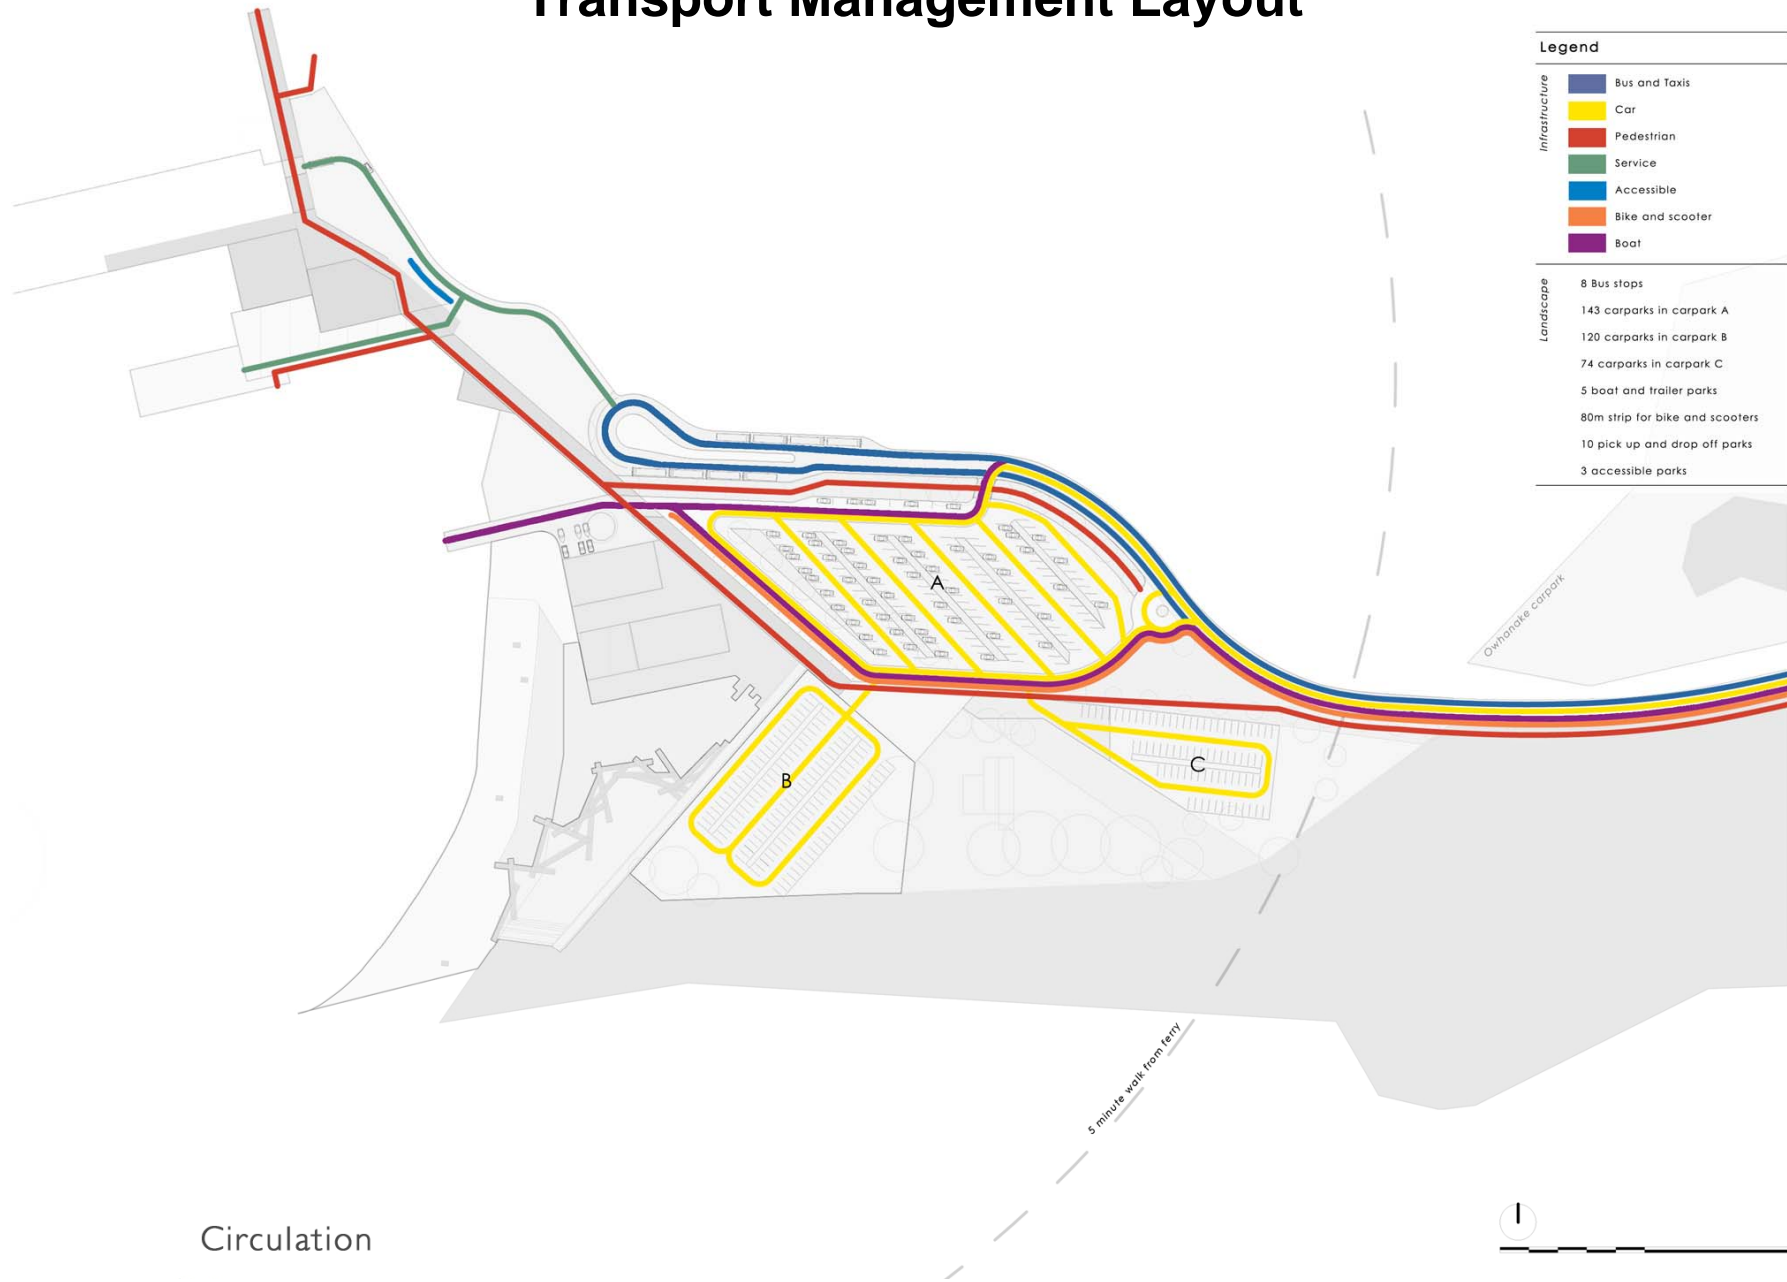 Transport Management Layout
Legend
Infrastructure
Bus and Taxis
Car
Pedestrian
Service
Accessible
Bike and scooter
Boat
Landscape
8 Bus stops
143 carparks in carpark A
120 carparks in carpark B
74 carparks in carpark C
5 boat and trailer parks
80m strip for bike and scooters
10 pick up and drop off parks
3 accessible parks
A
Owhanake carpark
B
C
5 minute walk from ferry
Circulation